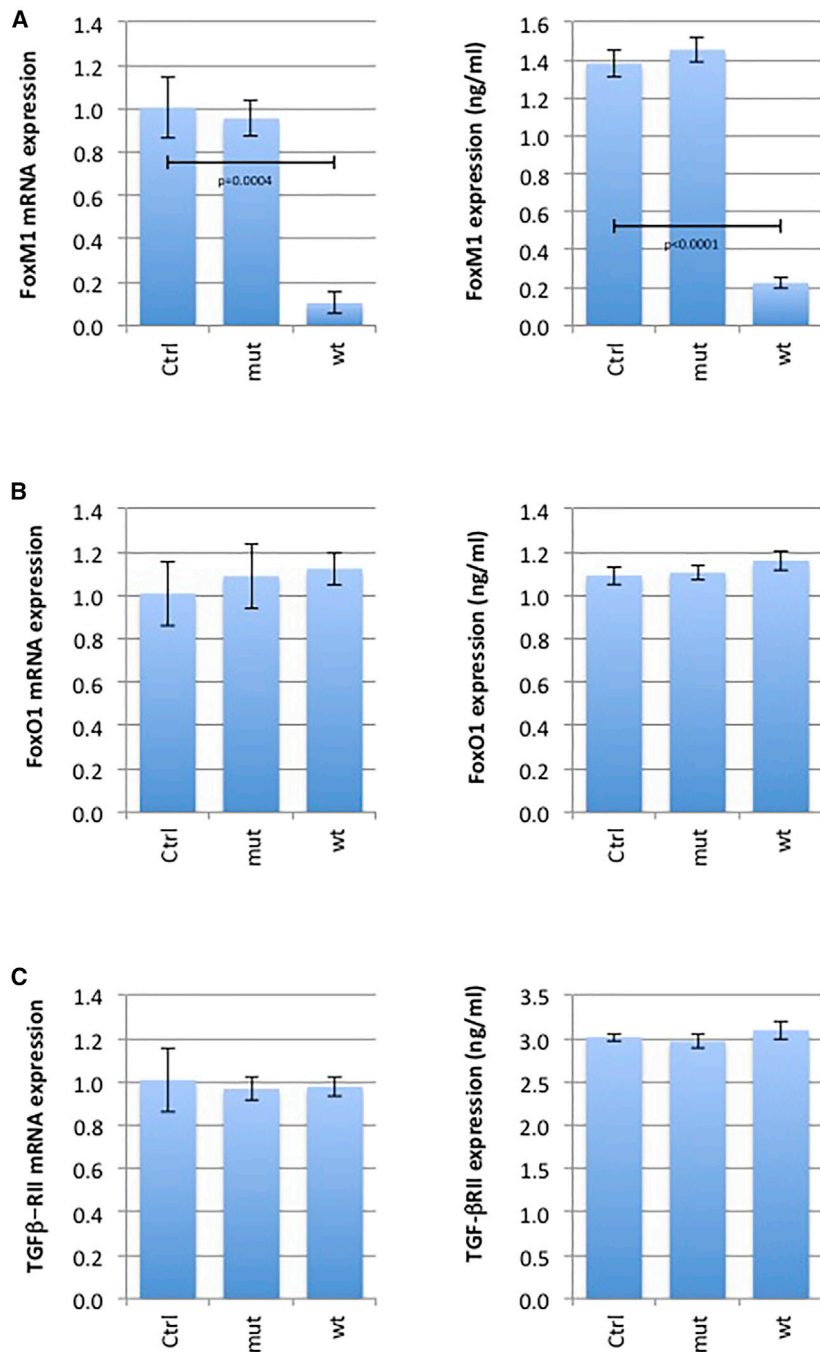 A
FoxM1 mRNA expression
1.4
1.2
1.0
0.8
0.6
0.4
0.2
0.0
p=0.0004
Ctrl
mut
wt
FoxM1 expression (ng/ml)
1.6
1.4
1.2
1.0
0.8
0.6
0.4
0.2
0.0
p<0.0001
Ctrl
mut
wt
B
FoxO1 mRNA expression
1.4
1.2
1.0
0.8
0.6
0.4
0.2
0.0
Ctrl
mut
wt
FoxO1 expression (ng/ml)
1.4
1.2
1.0
0.8
0.6
0.4
0.2
0.0
Ctrl
mut
wt
C
TGFβ–RII mRNA expression
1.4
1.2
1.0
0.8
0.6
0.4
0.2
0.0
Ctrl
mut
wt
TGF-βRII expression (ng/ml)
3.5
3.0
2.5
2.0
1.5
1.0
0.5
0.0
Ctrl
mut
wt